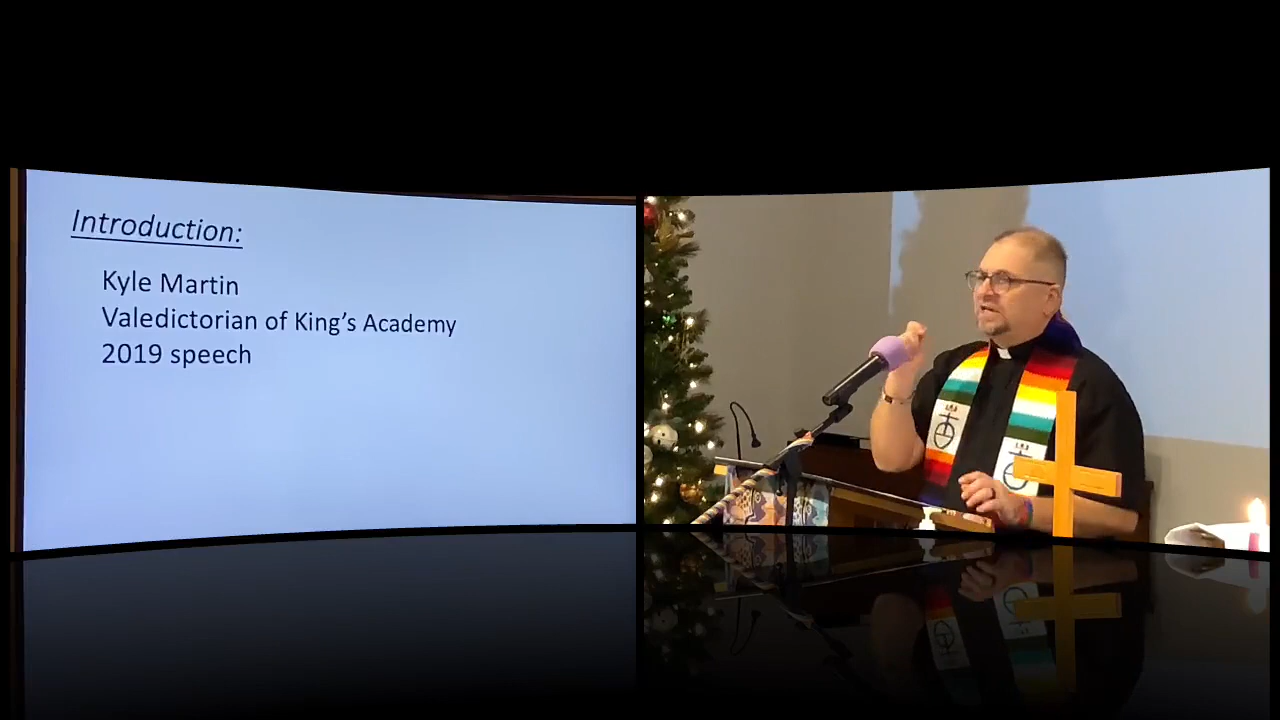 Introduction:
Kyle Martin
Valedictorian of King's Academy
2019 speech